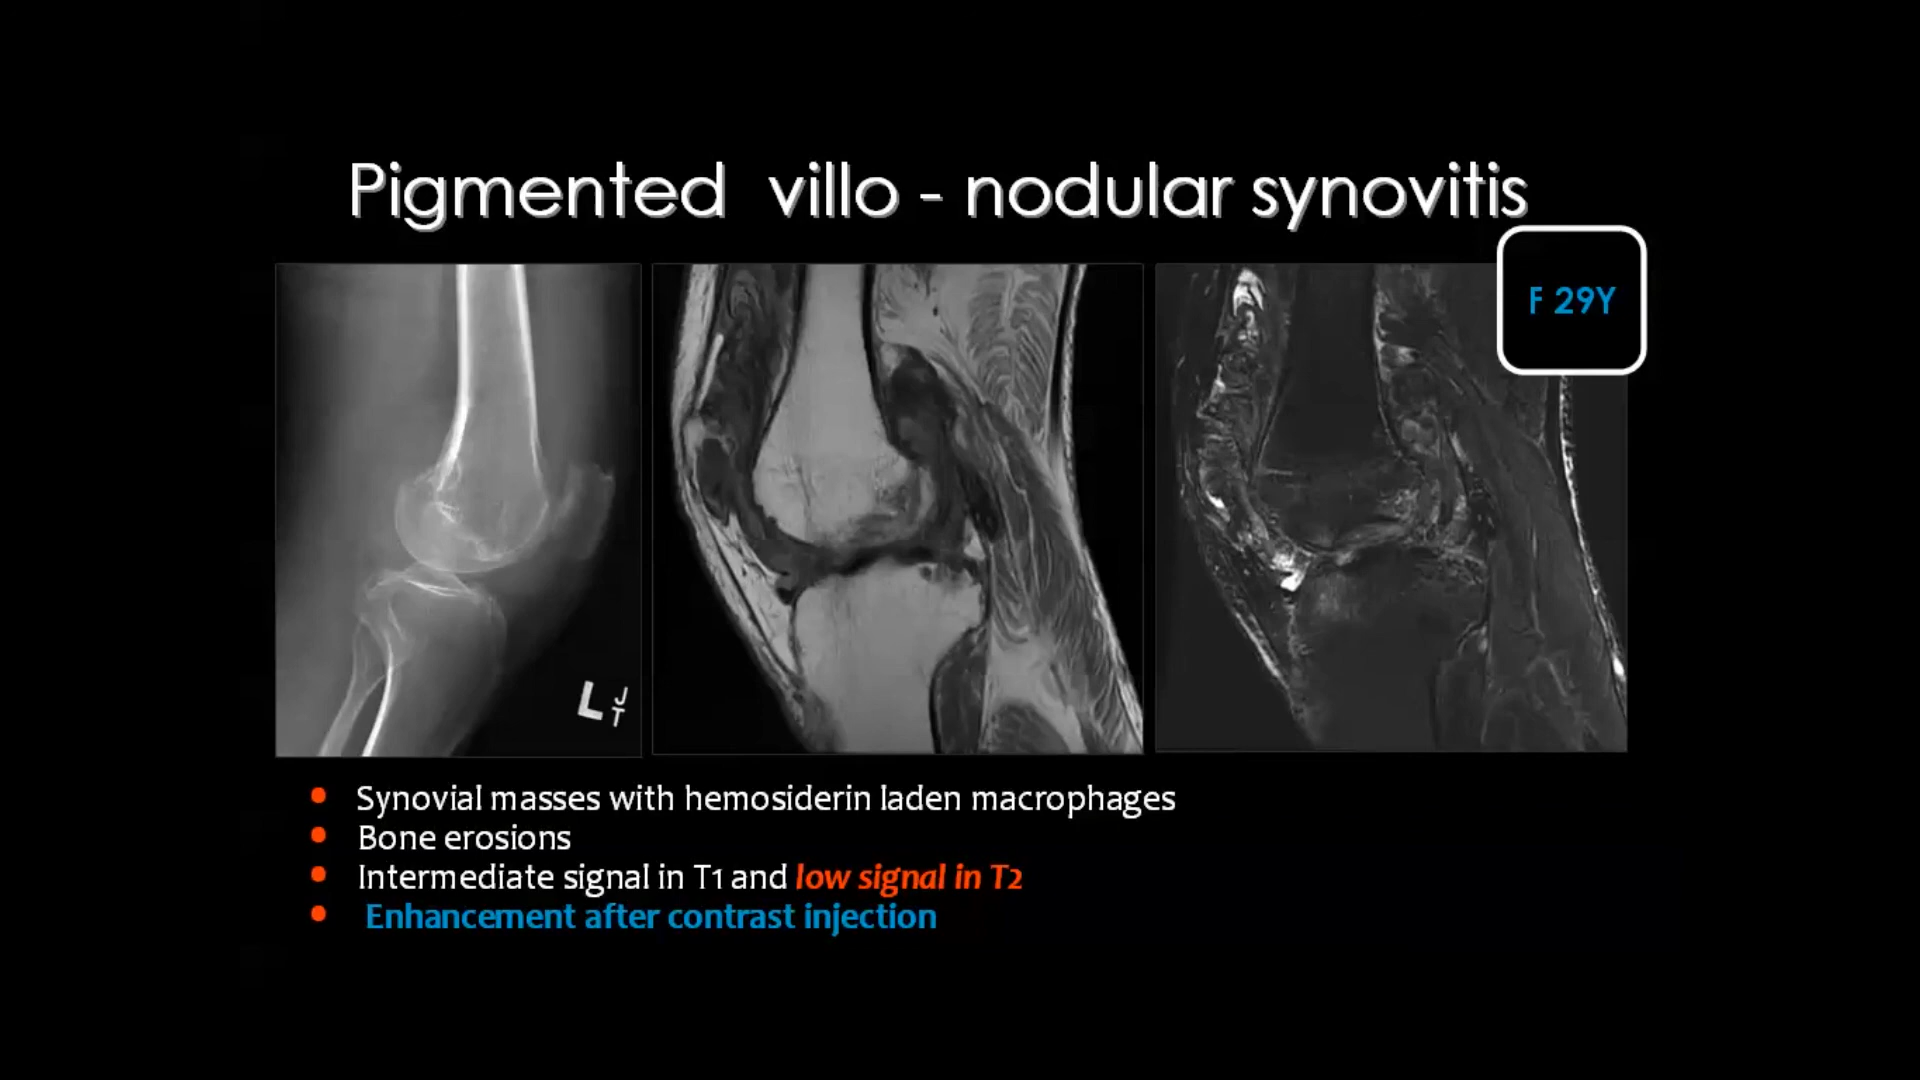 Pigmented villo - nodular synovitis
F 29Y
L J
T
Synovial masses with hemosiderin laden macrophages
Bone erosions
Intermediate signal in T1 and low signal in T2
Enhancement after contrast injection